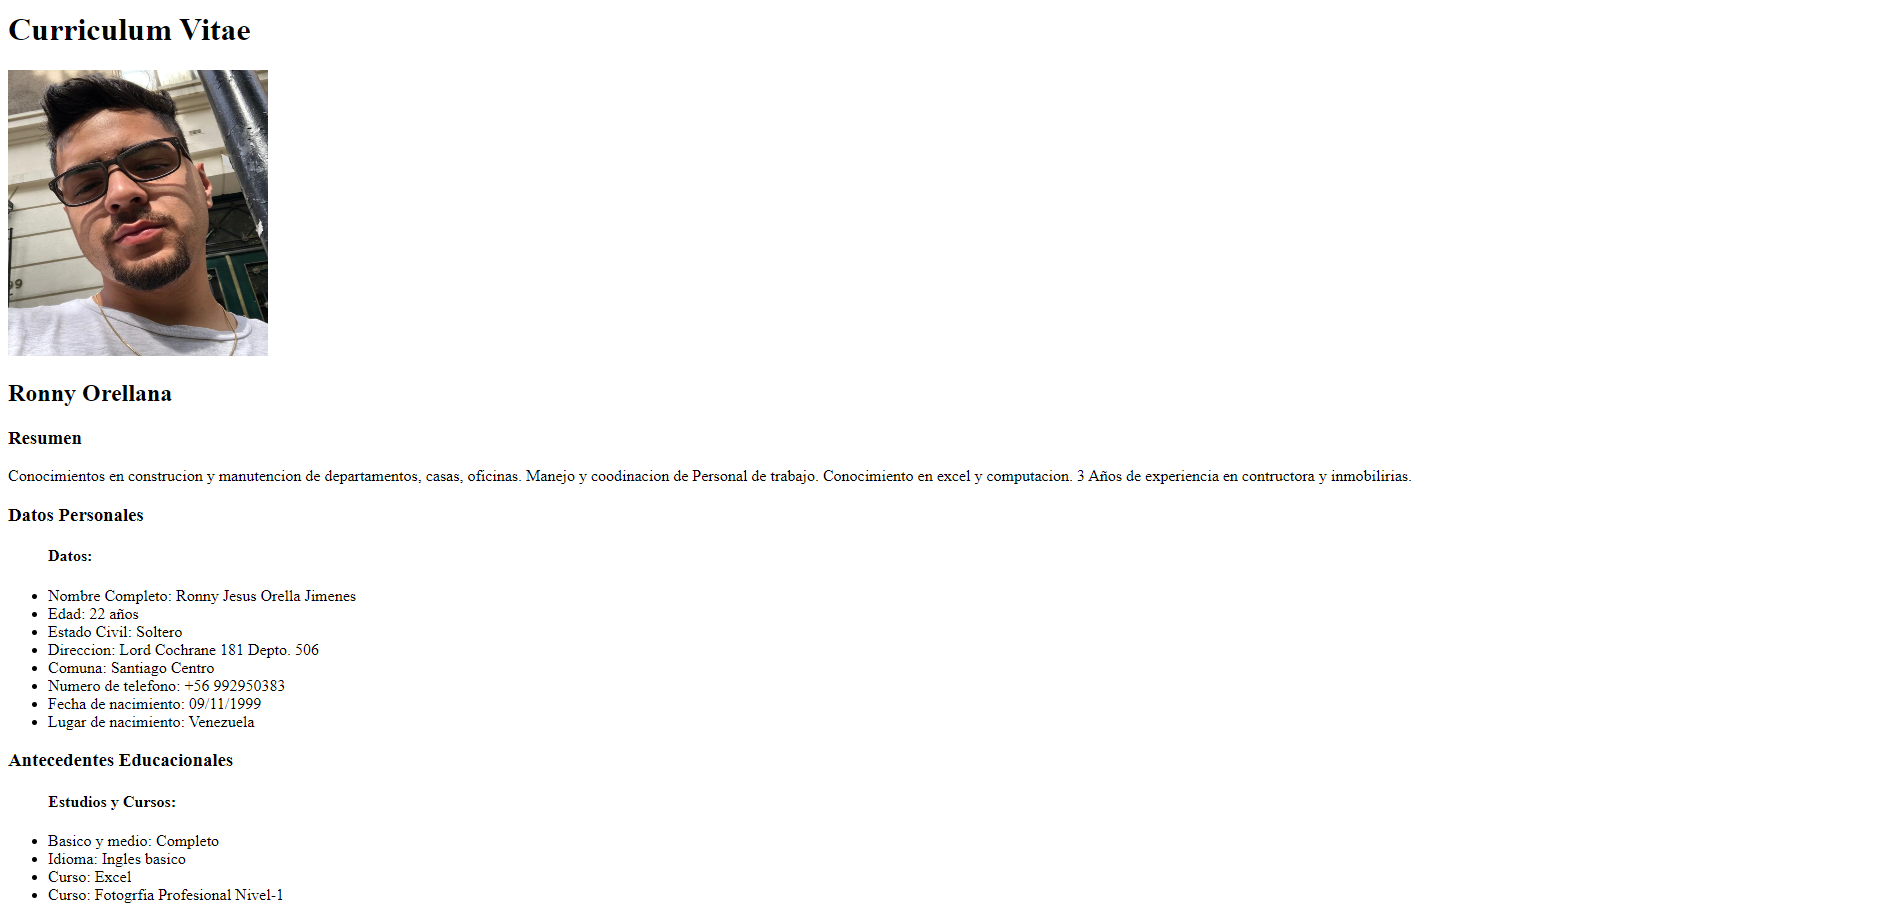 Curriculum Vitae
Ronny Orellana
Resumen
Conocimientos en construcion y manutencion de departamentos, casas, oficinas. Manejo y coodinacion de Personal de trabajo. Conocimiento en excel y computacion. 3 Años de experiencia en contructora y inmobilirias.
Datos Personales
Datos:
Nombre Completo: Ronny Jesus Orella Jimenes
Edad: 22 años
Estado Civil: Soltero
Direccion: Lord Cochrane 181 Depto. 506
Comuna: Santiago Centro
Numero de telefono: +56 992950383
Fecha de nacimiento: 09/11/1999
Lugar de nacimiento: Venezuela
Antecedentes Educacionales
Estudios y Cursos:
Basico y medio: Completo
Idioma: Ingles basico
Curso: Excel
Curso: Fotogrfia Profesional Nivel-1